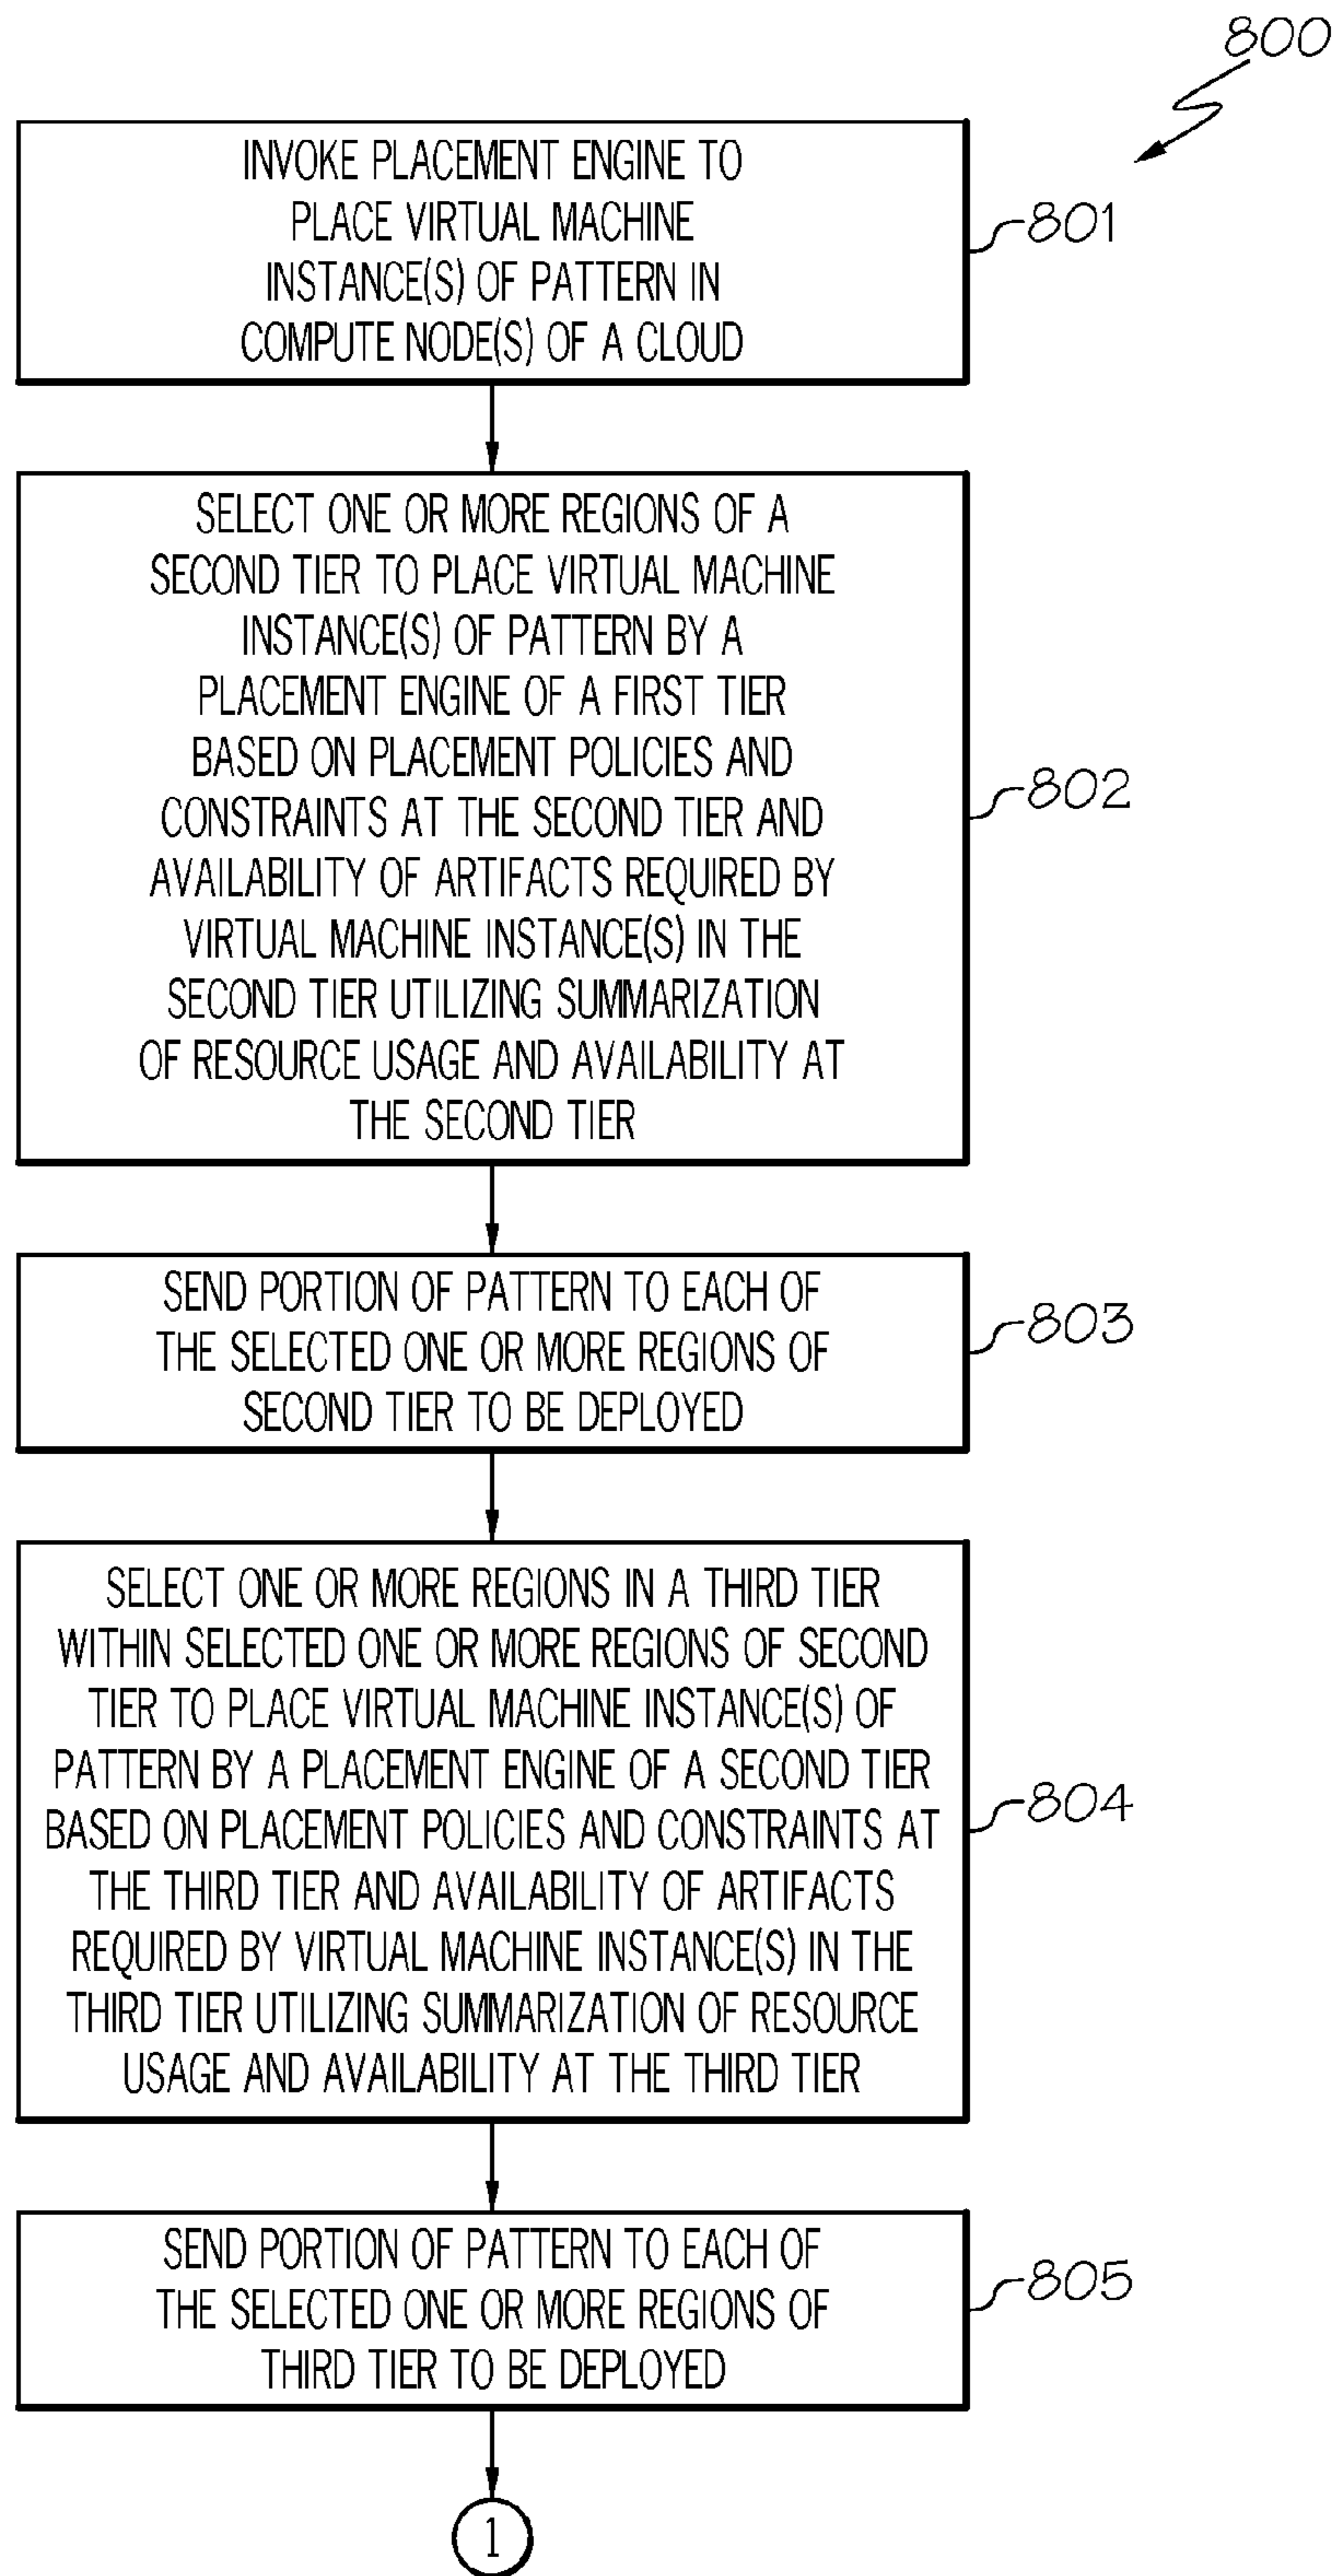 800
INVOKE PLACEMENT ENGINE TO
PLACE VIRTUAL MACHINE
INSTANCE(S) OF PATTERN IN
COMPUTE NODE(S) OF A CLOUD
801
SELECT ONE OR MORE REGIONS OF A
SECOND TIER TO PLACE VIRTUAL MACHINE
INSTANCE(S) OF PATTERN BY A
PLACEMENT ENGINE OF A FIRST TIER
BASED ON PLACEMENT POLICIES AND
CONSTRAINTS AT THE SECOND TIER AND
AVAILABILITY OF ARTIFACTS REQUIRED BY
VIRTUAL MACHINE INSTANCE(S) IN THE
SECOND TIER UTILIZING SUMMARIZATION
OF RESOURCE USAGE AND AVAILABILITY AT
THE SECOND TIER
802
SEND PORTION OF PATTERN TO EACH OF
THE SELECTED ONE OR MORE REGIONS OF
SECOND TIER TO BE DEPLOYED
803
SELECT ONE OR MORE REGIONS IN A THIRD TIER
WITHIN SELECTED ONE OR MORE REGIONS OF SECOND
TIER TO PLACE VIRTUAL MACHINE INSTANCE(S) OF
PATTERN BY A PLACEMENT ENGINE OF A SECOND TIER
BASED ON PLACEMENT POLICIES AND CONSTRAINTS AT
THE THIRD TIER AND AVAILABILITY OF ARTIFACTS
REQUIRED BY VIRTUAL MACHINE INSTANCE(S) IN THE
THIRD TIER UTILIZING SUMMARIZATION OF RESOURCE
USAGE AND AVAILABILITY AT THE THIRD TIER
804
SEND PORTION OF PATTERN TO EACH OF
THE SELECTED ONE OR MORE REGIONS OF
THIRD TIER TO BE DEPLOYED
805
1